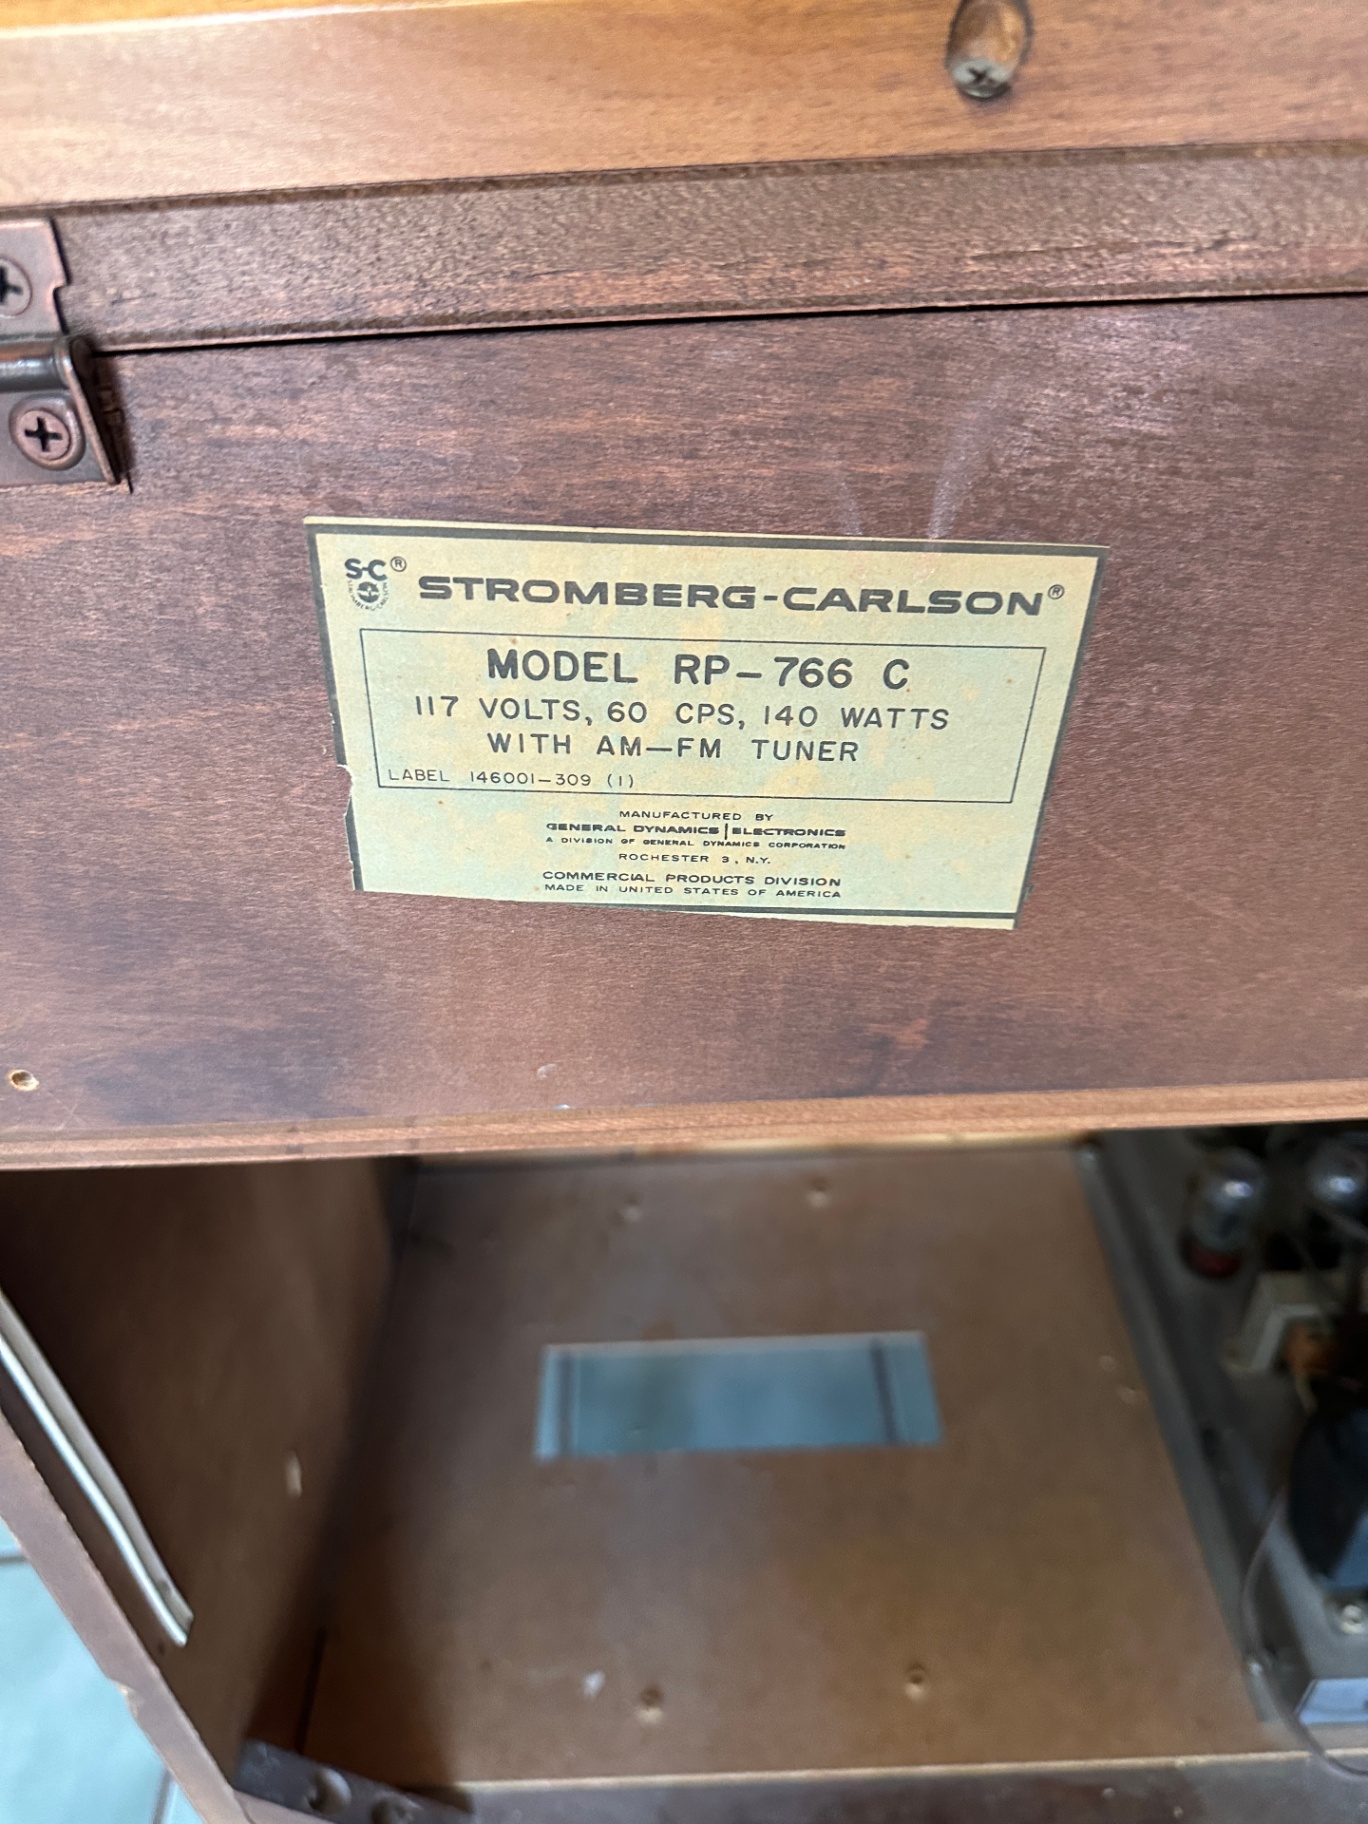 S-C® STROMBERG-CARLSON®
MODEL RP-766 C
117 VOLTS, 60 CPS, 140 WATTS
WITH AM-FM TUNER
LABEL 146001-309 (1)
MANUFACTURED BY
GENERAL DYNAMICS | ELECTRONICS
A DIVISION OF GENERAL DYNAMICS CORPORATION
ROCHESTER 3, N.Y.
COMMERCIAL PRODUCTS DIVISION
MADE IN UNITED STATES OF AMERICA